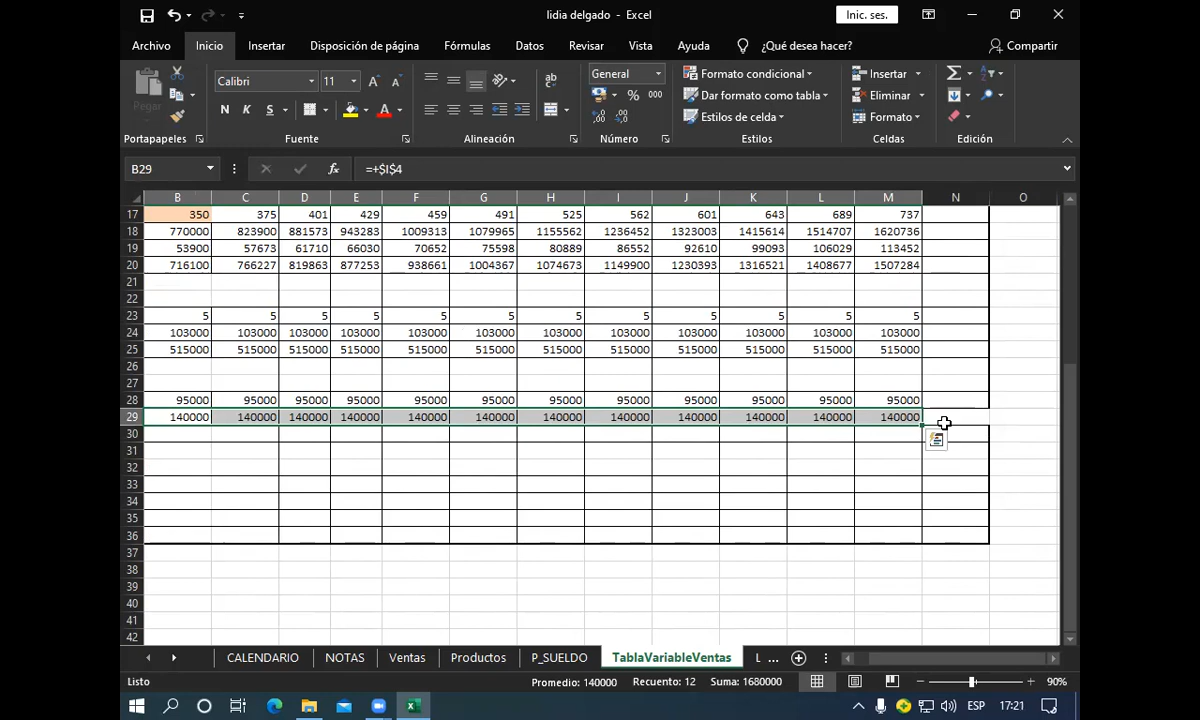 lidia delgado - Excel
Inic. ses.
Archivo Inicio Insertar Disposición de página Fórmulas Datos Revisar Vista Ayuda ¿Qué desea hacer? Compartir
Pegar
Calibri 11
N K S
General
% 000
Formato condicional
Dar formato como tabla
Estilos de celda
Insertar
Eliminar
Formato
Portapapeles Fuente Alineación Número Estilos Celdas Edición
B29 fx =+$I$4
B C D E F G H I J K L M N O
17 350 375 401 429 459 491 525 562 601 643 689 737
18 770000 823900 881573 943283 1009313 1079965 1155562 1236452 1323003 1415614 1514707 1620736
19 53900 57673 61710 66030 70652 75598 80889 86552 92610 99093 106029 113452
20 716100 766227 819863 877253 938661 1004367 1074673 1149900 1230393 1316521 1408677 1507284
21
22
23 5 5 5 5 5 5 5 5 5 5 5 5
24 103000 103000 103000 103000 103000 103000 103000 103000 103000 103000 103000 103000
25 515000 515000 515000 515000 515000 515000 515000 515000 515000 515000 515000 515000
26
27
28 95000 95000 95000 95000 95000 95000 95000 95000 95000 95000 95000 95000
29 140000 140000 140000 140000 140000 140000 140000 140000 140000 140000 140000 140000
30
31
32
33
34
35
36
37
38
39
40
41
42
CALENDARIO NOTAS Ventas Productos P_SUELDO TablaVariableVentas L ...
Listo Promedio: 140000 Recuento: 12 Suma: 1680000 90%
ESP 17:21